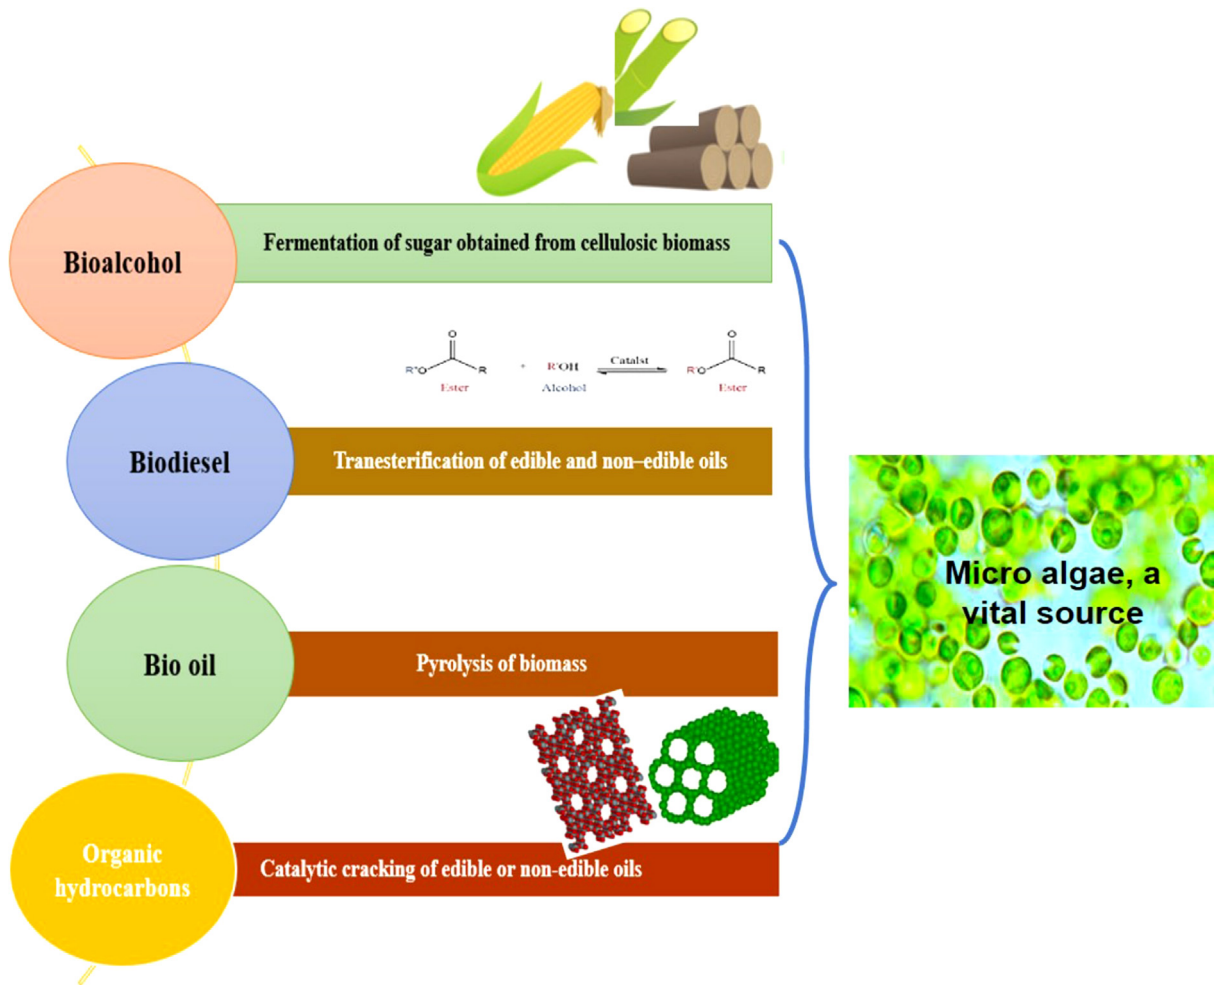 Bioalcohol
Fermentation of sugar obtained from cellulosic biomass
O
R"
O
R
Ester
+
R'OH
Alcohol
Catalst
O
R'O
R
Ester
Biodiesel
Tranesterification of edible and non–edible oils
Bio oil
Pyrolysis of biomass
Organic
hydrocarbons
Catalytic cracking of edible or non-edible oils
Micro algae, a
vital source